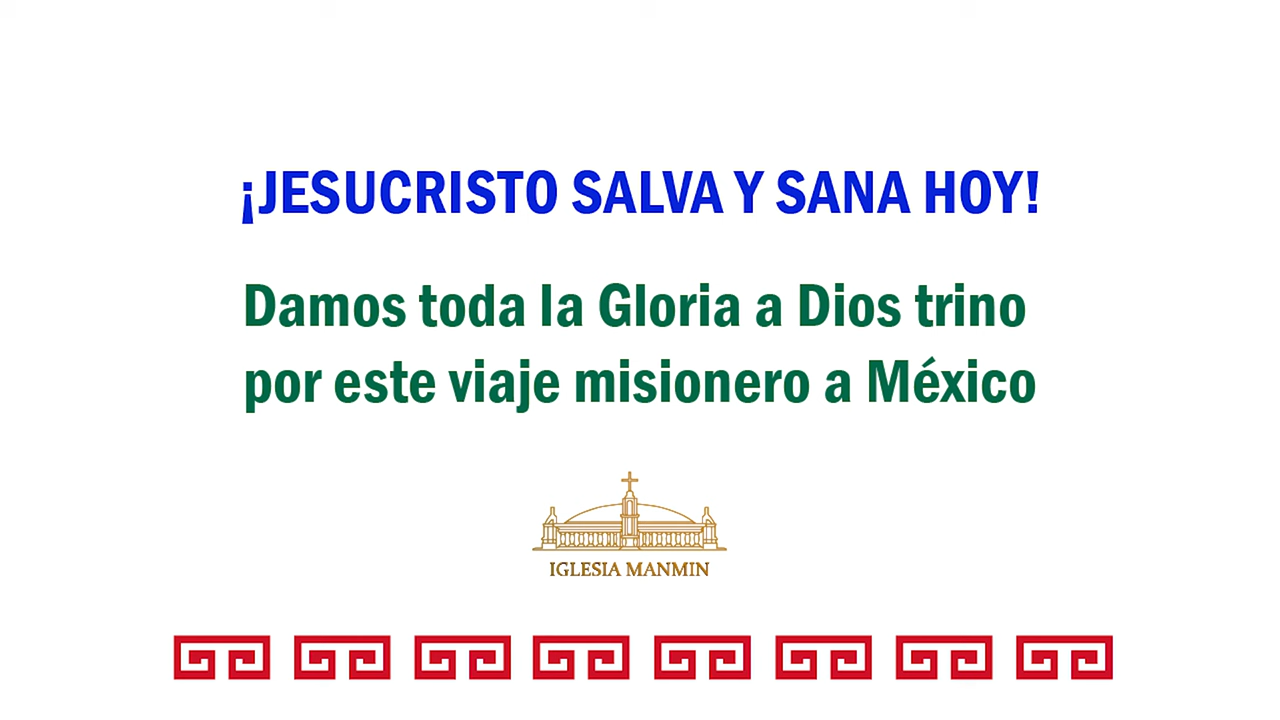 ¡JESUCRISTO SALVA Y SANA HOY!
Damos toda la Gloria a Dios trino
por este viaje misionero a México
IGLESIA MANMIN